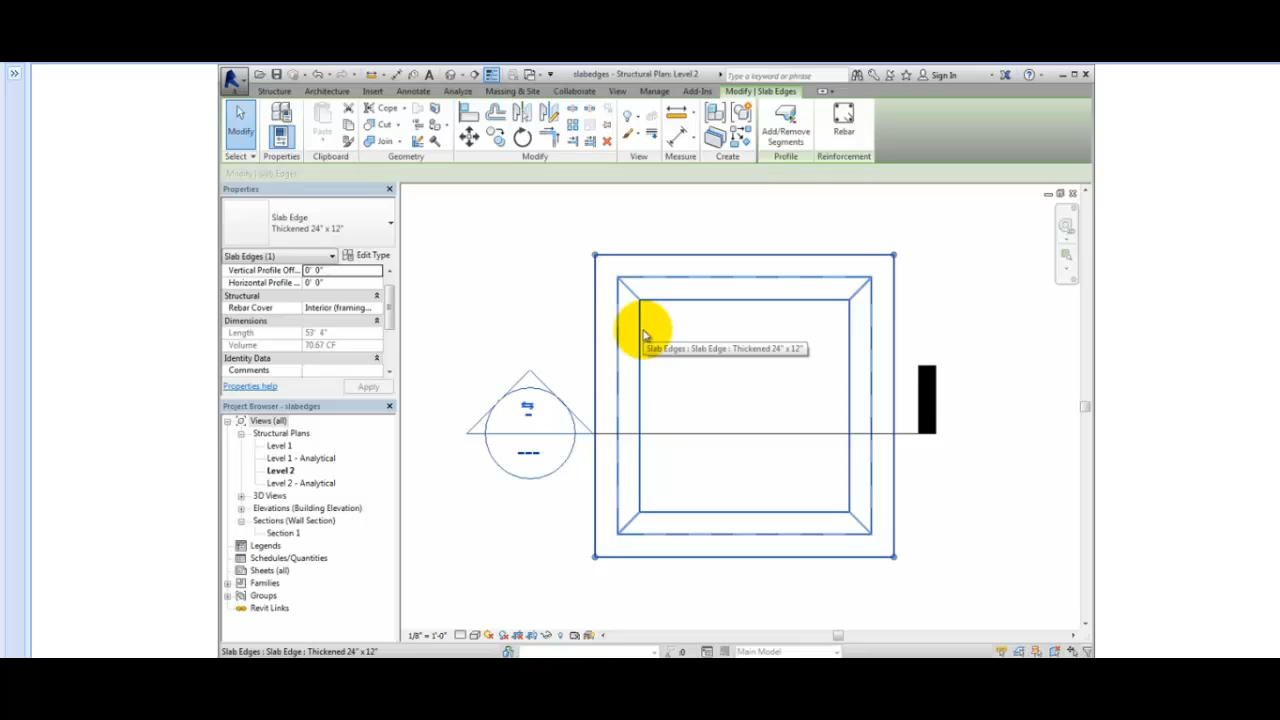 slabedges - Structural Plan: Level 2
Type a keyword or phrase
Sign In
Structure Architecture Insert Annotate Analyze Massing & Site Collaborate View Manage Add-Ins Modify | Slab Edges
Modify
Paste
Cope
Cut
Join
Add/Remove Segments
Rebar
Select Properties Clipboard Geometry Modify View Measure Create Profile Reinforcement
Modify | Slab Edges
Properties
Slab Edge
Thickened 24" x 12"
Slab Edges (1) Edit Type
Vertical Profile Off... 0' 0"
Horizontal Profile ... 0' 0"
Structural
Rebar Cover Interior (framing...
Dimensions
Length 53' 4"
Volume 70.67 CF
Identity Data
Comments
Properties help Apply
Slab Edges : Slab Edge : Thickened 24" x 12"
Project Browser - slabedges
Views (all)
Structural Plans
Level 1
Level 1 - Analytical
Level 2
Level 2 - Analytical
3D Views
Elevations (Building Elevation)
Sections (Wall Section)
Section 1
Legends
Schedules/Quantities
Sheets (all)
Families
Groups
Revit Links
1/8" = 1'-0"
Slab Edges : Slab Edge : Thickened 24" x 12"
:0
Main Model